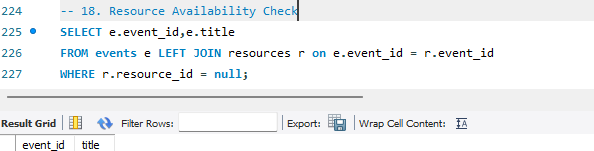 224 -- 18. Resource Availability Check
225 SELECT e.event_id,e.title
226 FROM events e LEFT JOIN resources r on e.event_id = r.event_id
227 WHERE r.resource_id = null;
Result Grid Filter Rows: Export: Wrap Cell Content:
event_id title